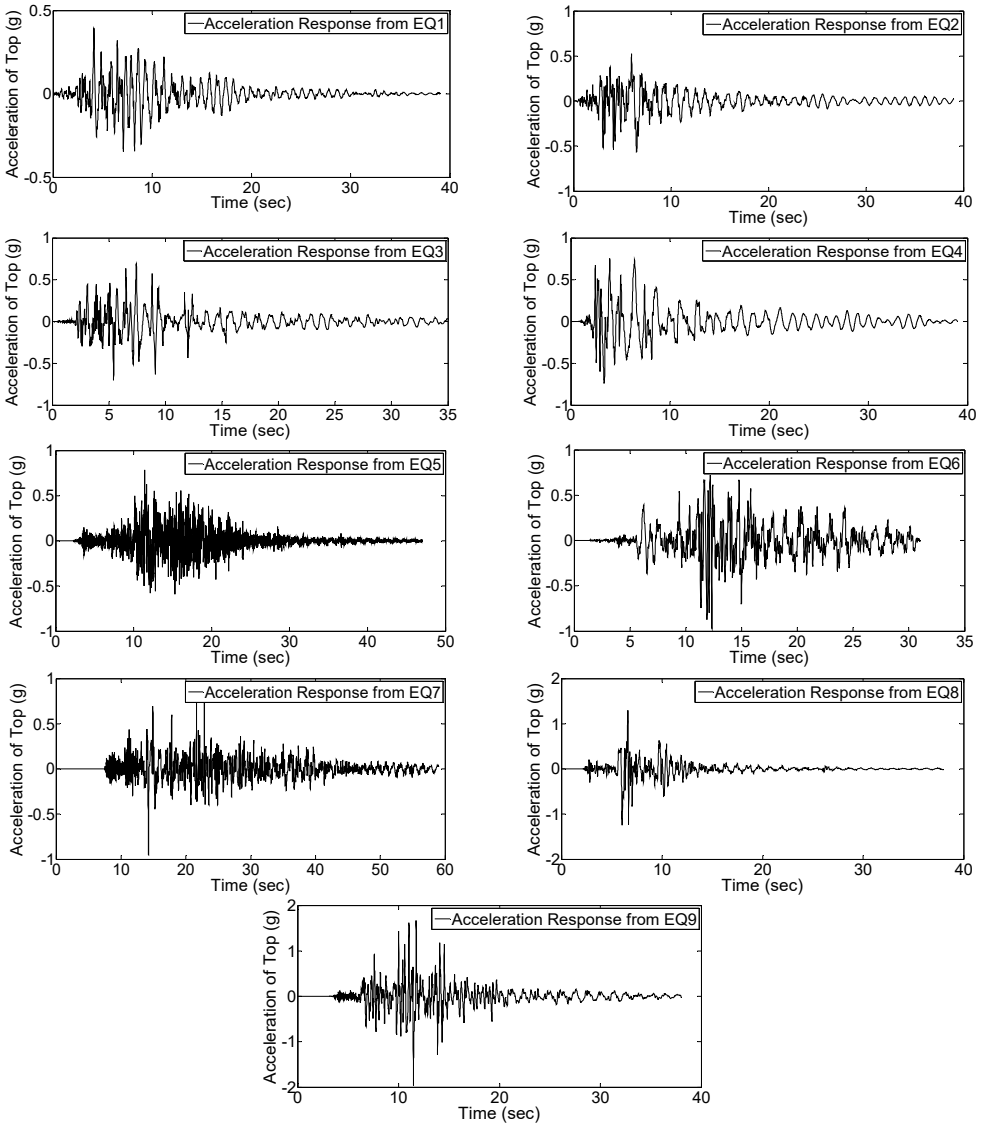 Acceleration of Top (g)
0.5
0
-0.5
Acceleration Response from EQ1
0 10 20 30 40
Time (sec)
Acceleration of Top (g)
1
0.5
0
-0.5
-1
Acceleration Response from EQ2
0 10 20 30 40
Time (sec)
Acceleration of Top (g)
1
0.5
0
-0.5
-1
Acceleration Response from EQ3
0 5 10 15 20 25 30 35
Time (sec)
Acceleration of Top (g)
1
0.5
0
-0.5
-1
Acceleration Response from EQ4
0 10 20 30 40
Time (sec)
Acceleration of Top (g)
1
0.5
0
-0.5
-1
Acceleration Response from EQ5
0 10 20 30 40 50
Time (sec)
Acceleration of Top (g)
1
0.5
0
-0.5
-1
Acceleration Response from EQ6
0 5 10 15 20 25 30 35
Time (sec)
Acceleration of Top (g)
1
0.5
0
-0.5
-1
Acceleration Response from EQ7
0 10 20 30 40 50 60
Time (sec)
Acceleration of Top (g)
2
1
0
-1
-2
Acceleration Response from EQ8
0 10 20 30 40
Time (sec)
Acceleration of Top (g)
2
1
0
-1
-2
Acceleration Response from EQ9
0 10 20 30 40
Time (sec)